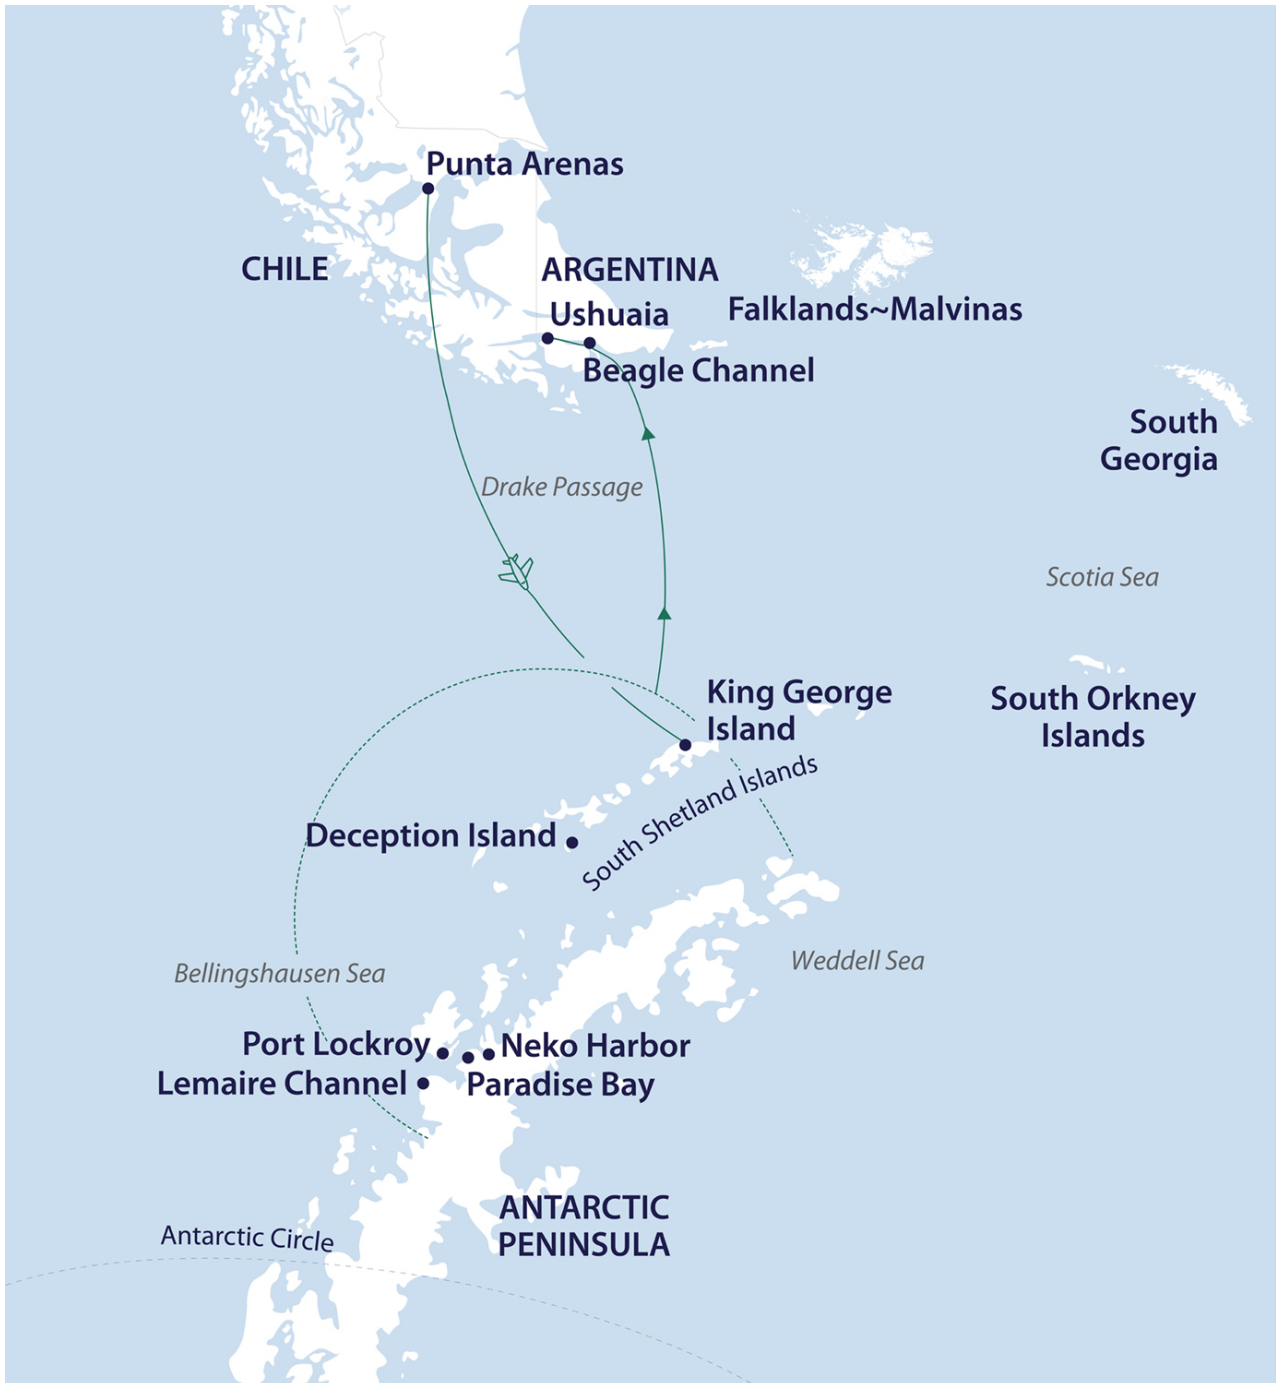 Punta Arenas
CHILE
ARGENTINA
Ushuaia
Falklands~Malvinas
Beagle Channel
South
Georgia
Drake Passage
Scotia Sea
King George
Island
South Orkney
Islands
South Shetland Islands
Deception Island
Weddell Sea
Bellingshausen Sea
Port Lockroy
Neko Harbor
Lemaire Channel
Paradise Bay
ANTARCTIC
PENINSULA
Antarctic Circle